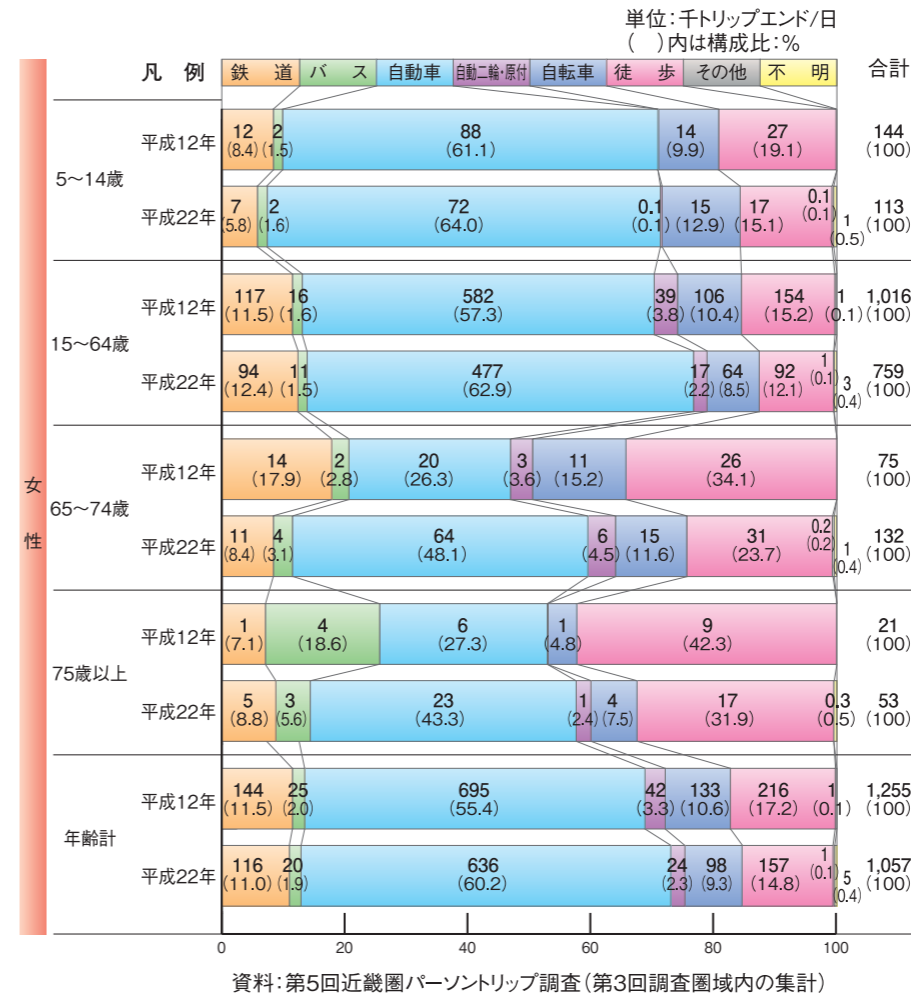 単位：千トリップエンド/日
（　）内は構成比：%
凡　例 鉄　道 バ　ス 自動車 自動二輪・原付 自転車 徒　歩 その他 不　明 合計
女性
5～14歳
平成12年 12 2 88 14 27 144
(8.4) (1.5) (61.1) (9.9) (19.1) (100)
平成22年 7 2 72 0.1 15 17 0.1 1 113
(5.8) (1.6) (64.0) (0.1) (12.9) (15.1) (0.1) (0.5) (100)
15～64歳
平成12年 117 16 582 39 106 154 1 1,016
(11.5) (1.6) (57.3) (3.8) (10.4) (15.2) (0.1) (100)
平成22年 94 11 477 17 64 92 1 3 759
(12.4) (1.5) (62.9) (2.2) (8.5) (12.1) (0.1) (0.4) (100)
65～74歳
平成12年 14 2 20 3 11 26 75
(17.9) (2.8) (26.3) (3.6) (15.2) (34.1) (100)
平成22年 11 4 64 6 15 31 0.2 1 132
(8.4) (3.1) (48.1) (4.5) (11.6) (23.7) (0.2) (0.4) (100)
75歳以上
平成12年 1 4 6 1 9 21
(7.1) (18.6) (27.3) (4.8) (42.3) (100)
平成22年 5 3 23 1 4 17 0.3 53
(8.8) (5.6) (43.3) (2.4) (7.5) (31.9) (0.5) (100)
年齢計
平成12年 144 25 695 42 133 216 1 1,255
(11.5) (2.0) (55.4) (3.3) (10.6) (17.2) (0.1) (100)
平成22年 116 20 636 24 98 157 1 5 1,057
(11.0) (1.9) (60.2) (2.3) (9.3) (14.8) (0.1) (0.4) (100)
0 20 40 60 80 100
資料：第5回近畿圏パーソントリップ調査（第3回調査圏域内の集計）